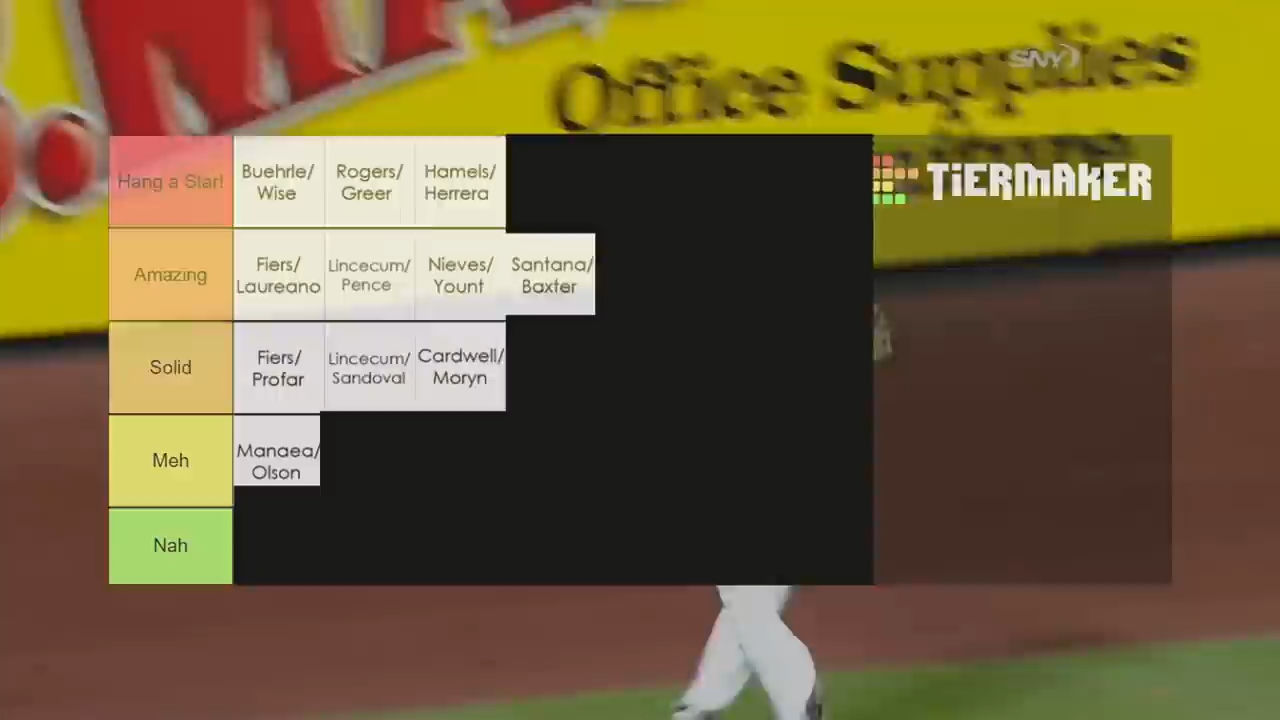 Office Supplies
SNY
TiERMAKER
Hang a Star!
Buehrle/
Wise
Rogers/
Greer
Hamels/
Herrera
Amazing
Fiers/
Laureano
Lincecum/
Pence
Nieves/
Yount
Santana/
Baxter
Solid
Fiers/
Profar
Lincecum/
Sandoval
Cardwell/
Moryn
Meh
Manaea/
Olson
Nah